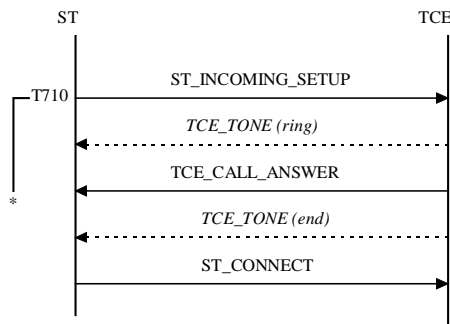 ST TCE
T710 ST_INCOMING_SETUP
TCE_TONE (ring)
TCE_CALL_ANSWER
*
TCE_TONE (end)
ST_CONNECT